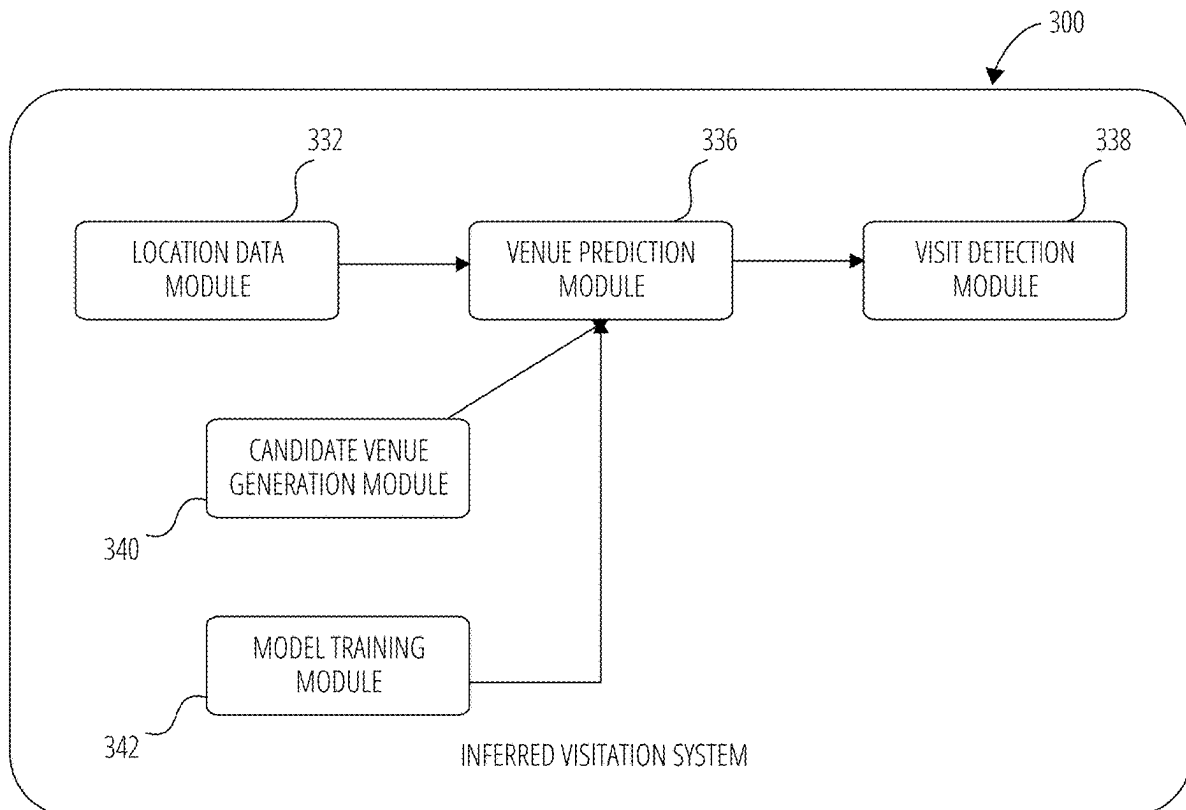 300
332
336
338
LOCATION DATA
MODULE
VENUE PREDICTION
MODULE
VISIT DETECTION
MODULE
CANDIDATE VENUE
GENERATION MODULE
340
MODEL TRAINING
MODULE
342
INFERRED VISITATION SYSTEM